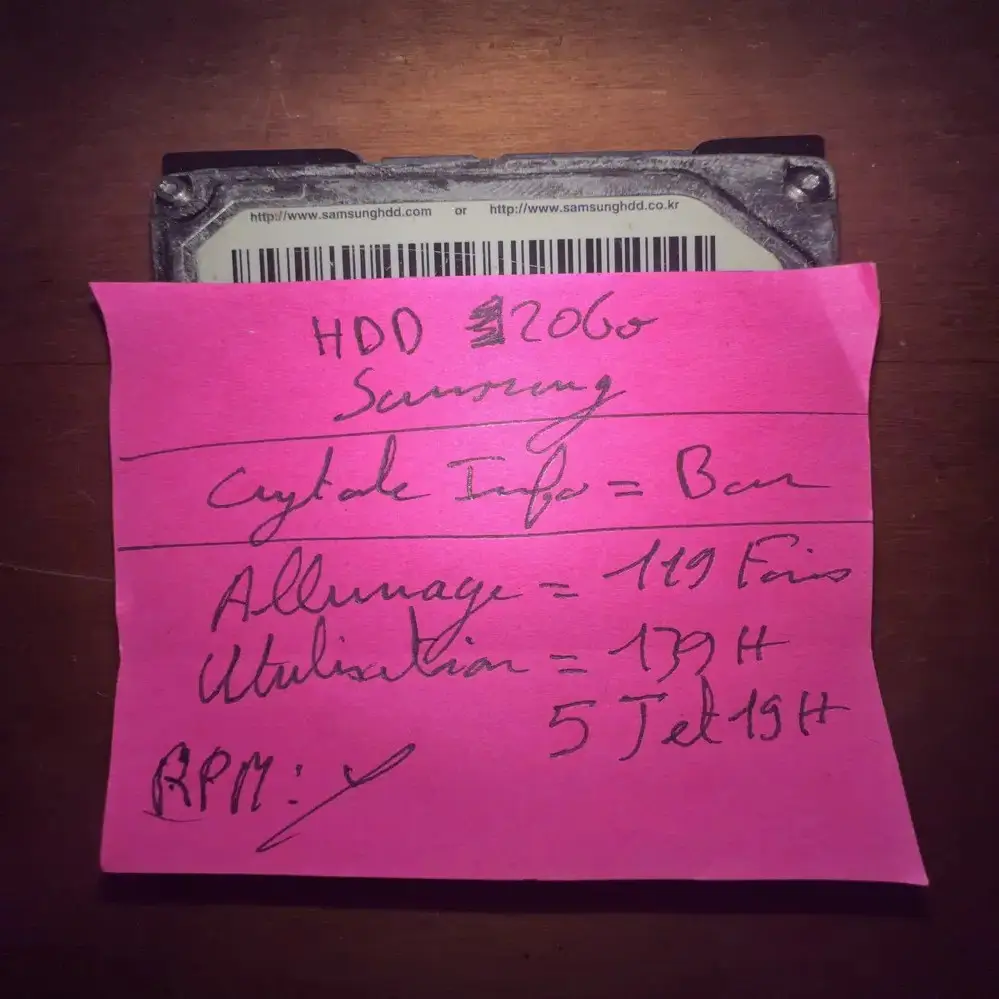 http://www.samsunghdd.com or http://www.samsunghdd.co.kr
HDD 120Go
Samsung
Crytale Info = Bon
Allumage = 119 Fois
Utilisation = 139 H
5 J et 19 H
RPM : ✓